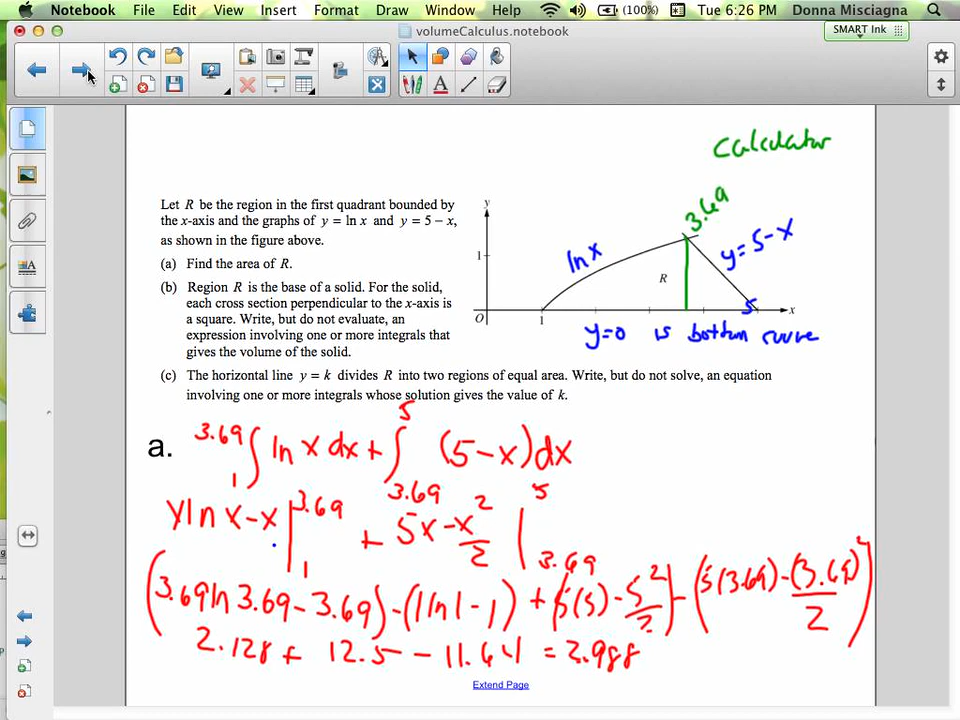 Notebook File Edit View Insert Format Draw Window Help (100%) Tue 6:26 PM Donna Misciagna
volumeCalculus.notebook
SMART Ink
calculator
Let R be the region in the first quadrant bounded by
the x-axis and the graphs of y = ln x and y = 5 − x,
as shown in the figure above.
(a) Find the area of R.
(b) Region R is the base of a solid. For the solid,
each cross section perpendicular to the x-axis is
a square. Write, but do not evaluate, an
expression involving one or more integrals that
gives the volume of the solid.
(c) The horizontal line y = k divides R into two regions of equal area. Write, but do not solve, an equation
involving one or more integrals whose solution gives the value of k.
y
3.69
ln x
y=5-x
1
R
5
O
x
1
y=0 is bottom curve
a. 3.69 ∫ 1 ln x dx + 5 ∫ 3.69 (5-x)dx
xln x-x | 3.69 1 + 5x-x²/2 | 5 3.69
(3.69 ln 3.69 - 3.69) - (1 ln 1 - 1) + (5(5) - 5²/2) - (5(3.69) - (3.69)²/2)
2.128 + 12.5 - 11.64 = 2.988
Extend Page